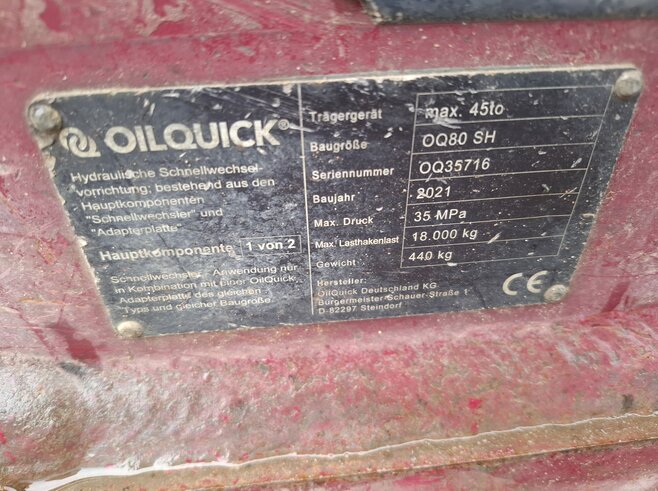 OILQUICK®
Hydraulische Schnellwechsel-
vorrichtung; bestehend aus den
Hauptkomponenten
"Schnellwechsler" und
"Adapterplatte"
Hauptkomponente 1 von 2
Schnellwechsler: Anwendung nur
in Kombination mit einer OilQuick
Adapterplatte des gleichen
Typs und gleicher Baugröße.
Trägergerät max. 45to
Baugröße OQ80 SH
Seriennummer OQ35716
Baujahr 2021
Max. Druck 35 MPa
Max. Lasthakenlast 18.000 kg
Gewicht 440 kg
Hersteller:
OilQuick Deutschland KG
Bürgermeister-Schauer-Straße 1
D-82297 Steindorf
CE